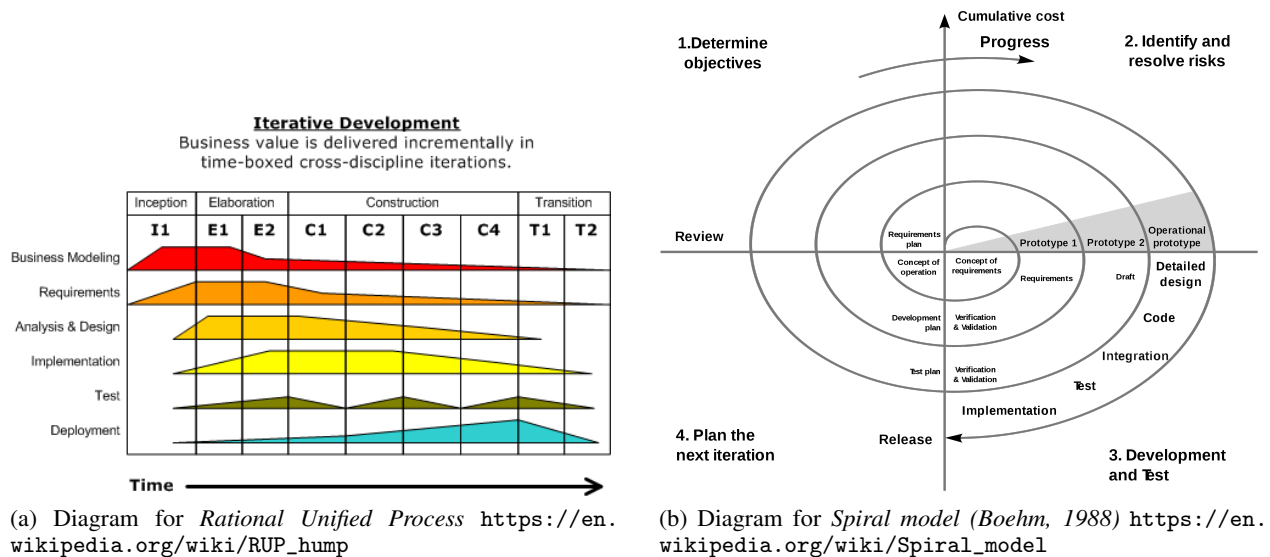 Iterative Development
Business value is delivered incrementally in
time-boxed cross-discipline iterations.
Inception
Elaboration
Construction
Transition
I1
E1
E2
C1
C2
C3
C4
T1
T2
Business Modeling
Requirements
Analysis & Design
Implementation
Test
Deployment
Time
(a) Diagram for Rational Unified Process https://en.
wikipedia.org/wiki/RUP_hump
Cumulative cost
Progress
1.Determine
objectives
2. Identify and
resolve risks
Review
Requirements
plan
Prototype 1
Prototype 2
Operational
prototype
Concept of
operation
Concept of
requirements
Requirements
Draft
Detailed
design
Development
plan
Verification
& Validation
Code
Integration
Test plan
Verification
& Validation
Test
Implementation
Release
4. Plan the
next iteration
3. Development
and Test
(b) Diagram for Spiral model (Boehm, 1988) https://en.
wikipedia.org/wiki/Spiral_model